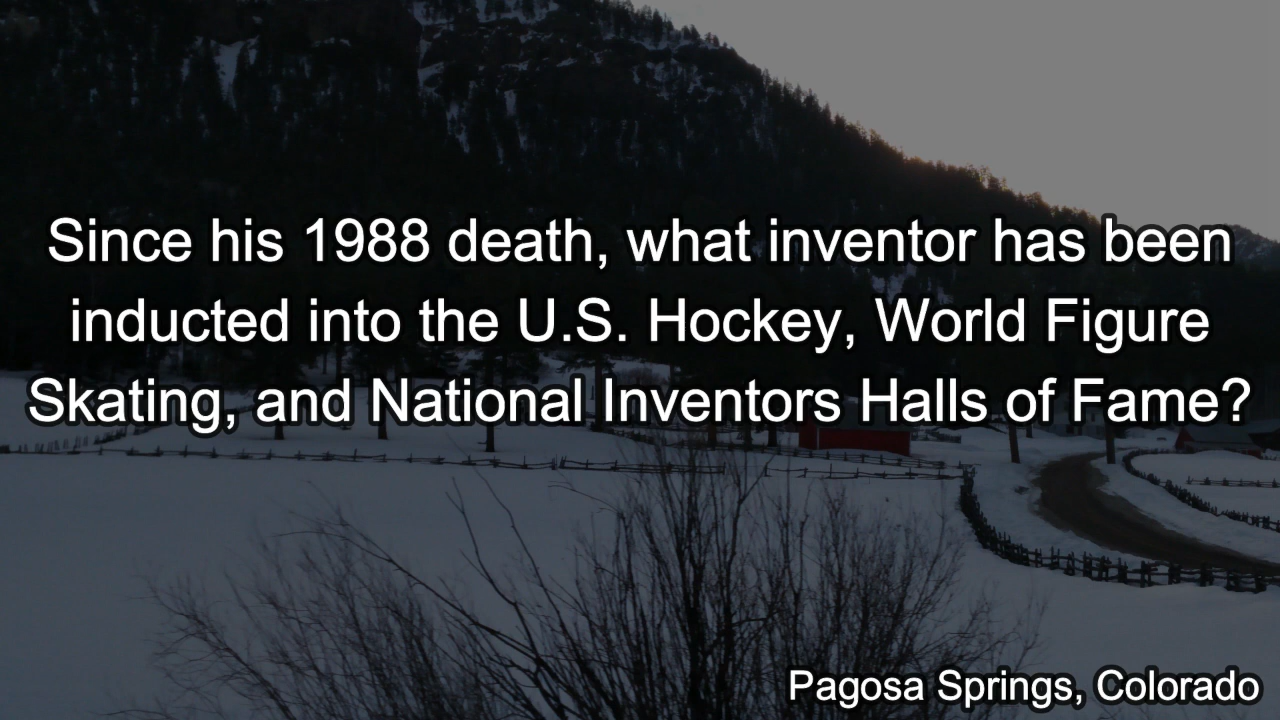 Since his 1988 death, what inventor has been
inducted into the U.S. Hockey, World Figure
Skating, and National Inventors Halls of Fame?
Pagosa Springs, Colorado